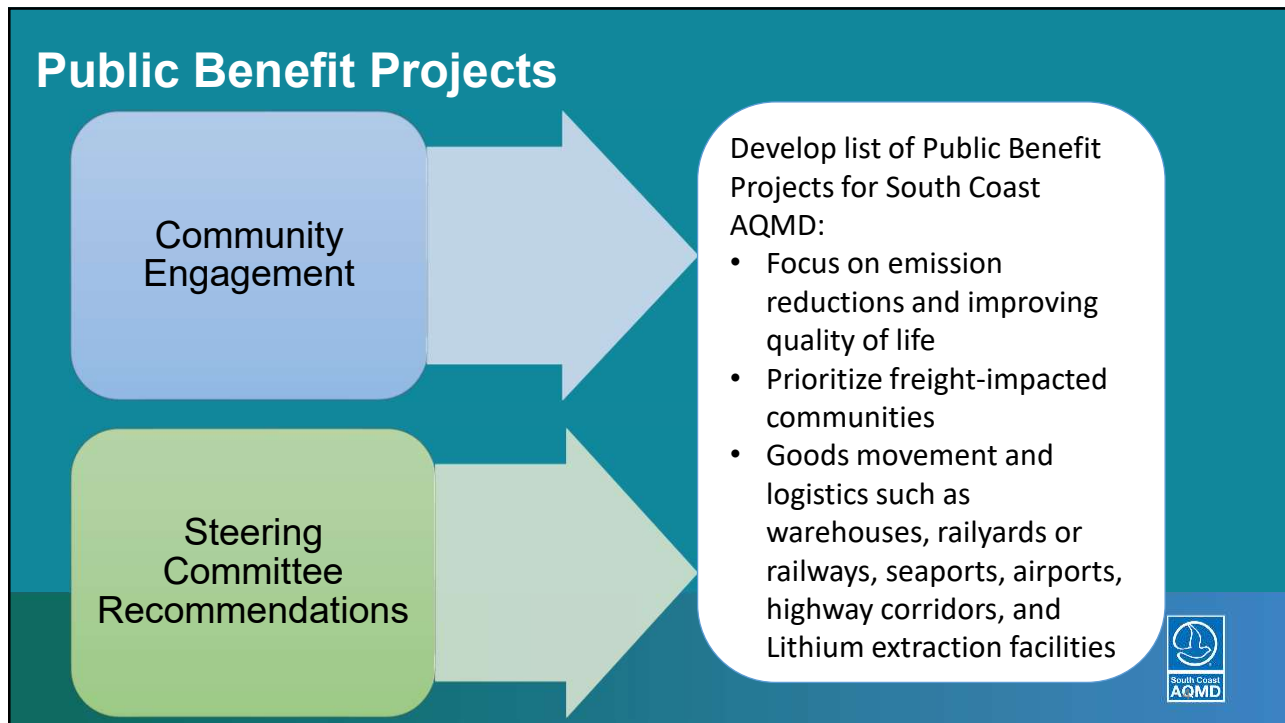 Public Benefit Projects
Community
Engagement
Steering
Committee
Recommendations
Develop list of Public Benefit
Projects for South Coast
AQMD:
• Focus on emission
reductions and improving
quality of life
• Prioritize freight-impacted
communities
• Goods movement and
logistics such as
warehouses, railyards or
railways, seaports, airports,
highway corridors, and
Lithium extraction facilities
South Coast
AQMD